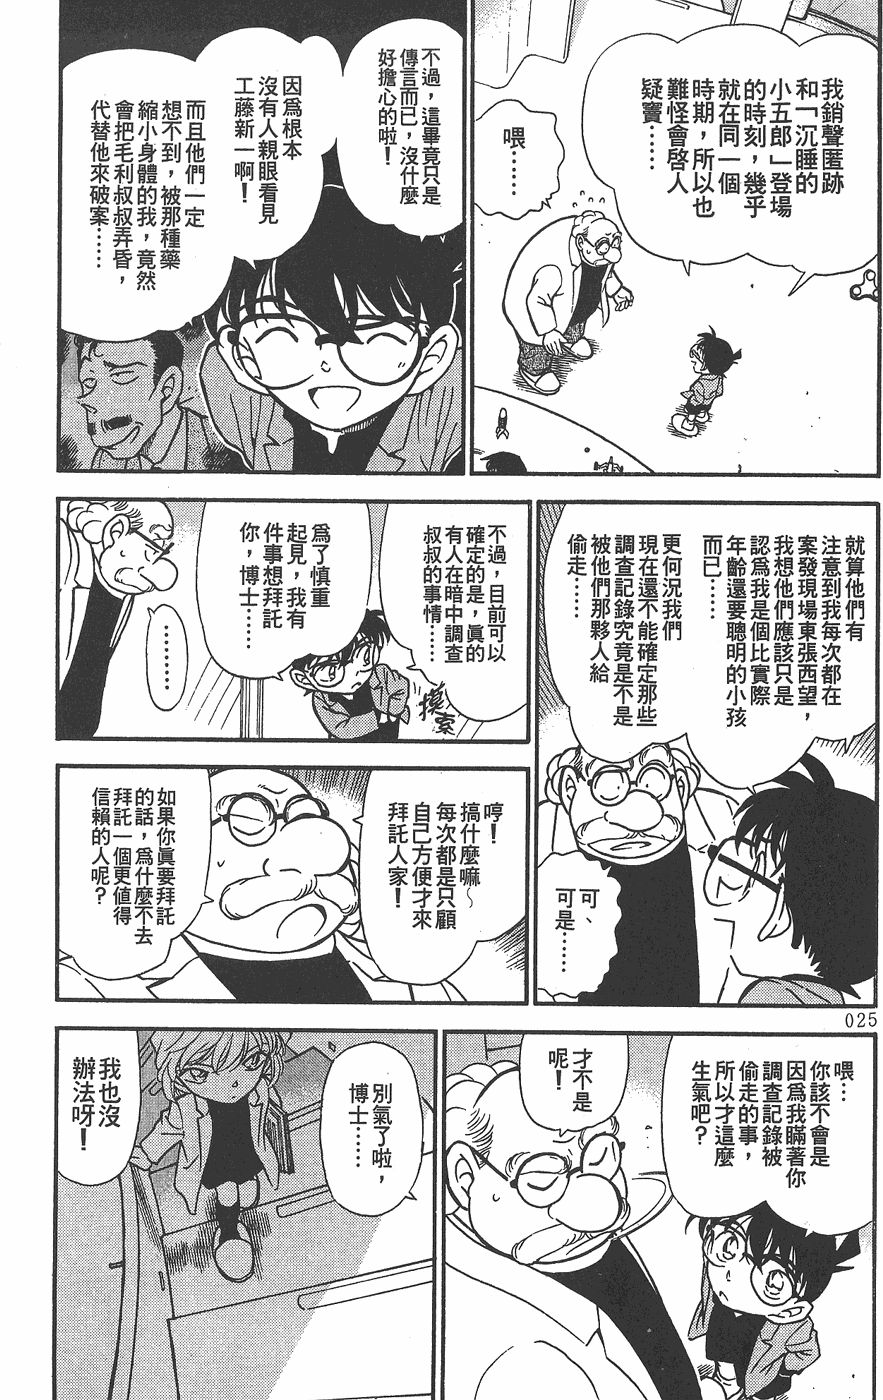 我銷聲匿跡
和「沉睡的
小五郎」登場
的時刻，幾乎
就在同一個
時期，所以也
難怪會啓人
疑竇……
喂……
不過，這畢竟只是
傳言而已，沒什麼
好擔心的啦！
因爲根本
沒有人親眼看見
工藤新一啊！
而且他們一定
想不到，被那種藥
縮小身體的我，竟然
會把毛利叔叔弄昏，
代替他來破案……
就算他們有
注意到我每次都在
案發現場東張西望，
我想他們應該只是
認爲我是個比實際
年齡還要聰明的小孩
而已……
更何況我們
現在還不能確定那些
調查記錄究竟是不是
被他們那夥人給
偷走……
可、
可是……
不過，目前可以
確定的是，眞的
有人在暗中調查
叔叔的事情……
摸索
爲了慎重
起見，我有
件事想拜託
你，博士……
………
哼！
搞什麼嘛～
每次都是只顧
自己方便才來
拜託人家！
如果你眞要拜託
的話，爲什麼不去
拜託一個更值得
信賴的人呢？
025
喂…
你該不會是
因爲我瞞著你
調查記錄被
偷走的事，
所以才這麼
生氣吧？
才不是
呢！
別氣了啦，
博士……
我也沒
辦法呀！